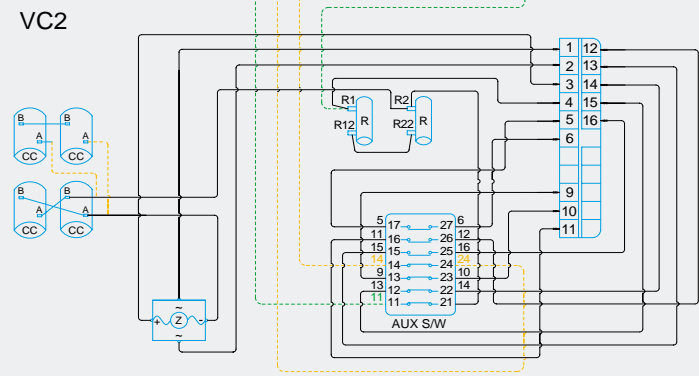 VC2
1 12
2 13
3 14
4 15
5 16
6
9
10
11
R1 R2
R R
R12 R22
B B
A A
CC CC
B B
A A
CC CC
5 17 27 6
11 16 26 12
15 15 25 16
14 14 24 24
9 13 23 10
13 12 22 14
11 11 21
AUX S/W
~
+ Z -
~